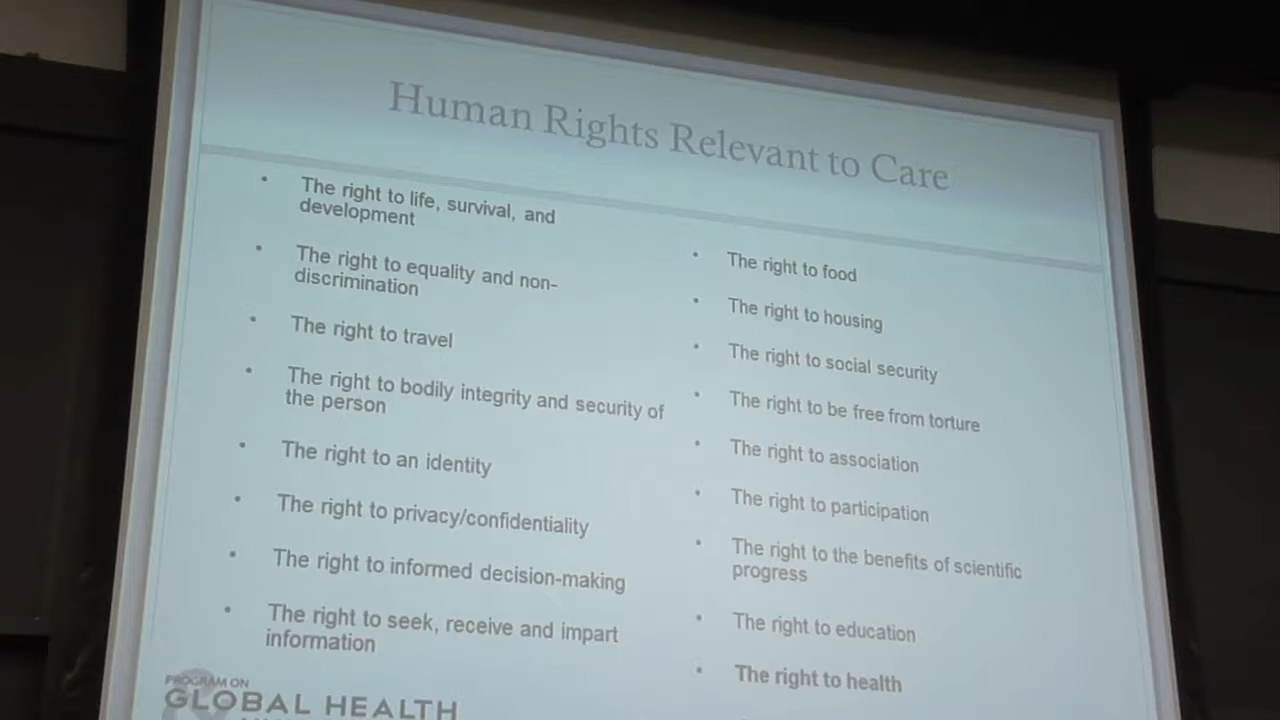 Human Rights Relevant to Care
• The right to life, survival, and
development
• The right to equality and non-
discrimination
• The right to travel
• The right to bodily integrity and security of
the person
• The right to an identity
• The right to privacy/confidentiality
• The right to informed decision-making
• The right to seek, receive and impart
information
• The right to food
• The right to housing
• The right to social security
• The right to be free from torture
• The right to association
• The right to participation
• The right to the benefits of scientific
progress
• The right to education
• The right to health
PROGRAM ON
GLOBAL HEALTH